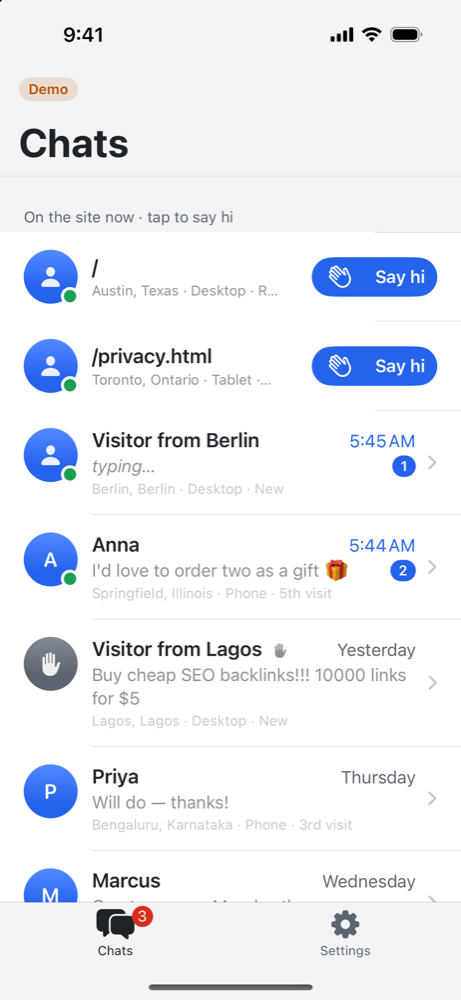 9:41
Demo
Chats
On the site now · tap to say hi
/
Austin, Texas · Desktop · R...
Say hi
/privacy.html
Toronto, Ontario · Tablet ·...
Say hi
Visitor from Berlin
5:45 AM
typing...
1
Berlin, Berlin · Desktop · New
A
Anna
5:44 AM
I'd love to order two as a gift 🎁
2
Springfield, Illinois · Phone · 5th visit
Visitor from Lagos
Yesterday
Buy cheap SEO backlinks!!! 10000 links
for $5
Lagos, Lagos · Desktop · New
P
Priya
Thursday
Will do — thanks!
Bengaluru, Karnataka · Phone · 3rd visit
M
Marcus
Wednesday
3
Chats
Settings